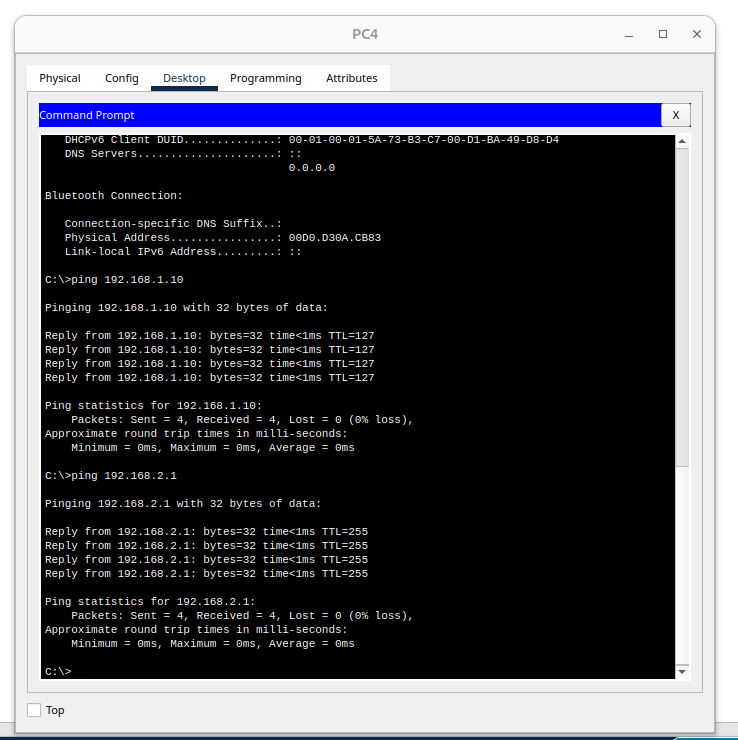 PC4
Physical Config Desktop Programming Attributes
Command Prompt X
DHCPv6 Client DUID..............: 00-01-00-01-5A-73-B3-C7-00-D1-BA-49-D8-D4
DNS Servers.....................: ::
0.0.0.0
Bluetooth Connection:
Connection-specific DNS Suffix..:
Physical Address................: 00D0.D30A.CB83
Link-local IPv6 Address.........: ::
C:\>ping 192.168.1.10
Pinging 192.168.1.10 with 32 bytes of data:
Reply from 192.168.1.10: bytes=32 time<1ms TTL=127
Reply from 192.168.1.10: bytes=32 time<1ms TTL=127
Reply from 192.168.1.10: bytes=32 time<1ms TTL=127
Reply from 192.168.1.10: bytes=32 time<1ms TTL=127
Ping statistics for 192.168.1.10:
Packets: Sent = 4, Received = 4, Lost = 0 (0% loss),
Approximate round trip times in milli-seconds:
Minimum = 0ms, Maximum = 0ms, Average = 0ms
C:\>ping 192.168.2.1
Pinging 192.168.2.1 with 32 bytes of data:
Reply from 192.168.2.1: bytes=32 time<1ms TTL=255
Reply from 192.168.2.1: bytes=32 time<1ms TTL=255
Reply from 192.168.2.1: bytes=32 time<1ms TTL=255
Reply from 192.168.2.1: bytes=32 time<1ms TTL=255
Ping statistics for 192.168.2.1:
Packets: Sent = 4, Received = 4, Lost = 0 (0% loss),
Approximate round trip times in milli-seconds:
Minimum = 0ms, Maximum = 0ms, Average = 0ms
C:\>
Top